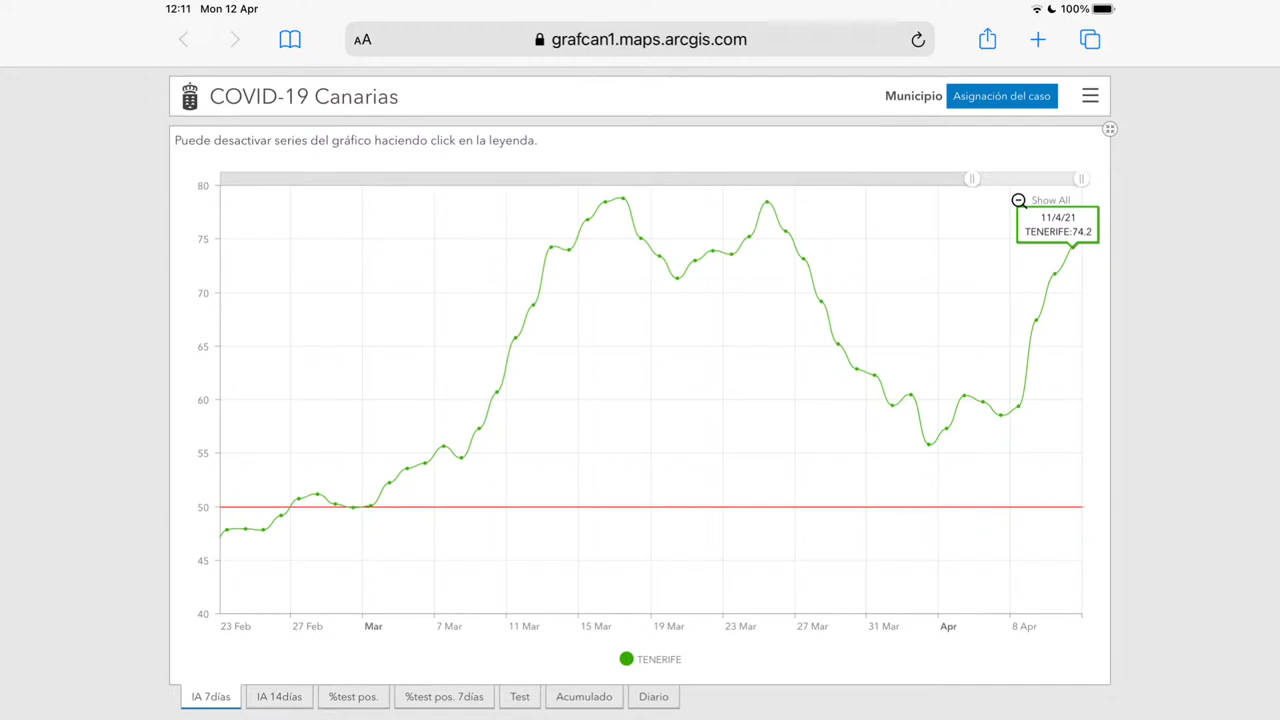 12:11 Mon 12 Apr
100%
AA
grafcan1.maps.arcgis.com
COVID-19 Canarias
Municipio
Asignación del caso
Puede desactivar series del gráfico haciendo click en la leyenda.
Show All
11/4/21
TENERIFE:74.2
80
75
70
65
60
55
50
45
40
23 Feb
27 Feb
Mar
7 Mar
11 Mar
15 Mar
19 Mar
23 Mar
27 Mar
31 Mar
Apr
8 Apr
TENERIFE
IA 7días
IA 14días
%test pos.
%test pos. 7días
Test
Acumulado
Diario